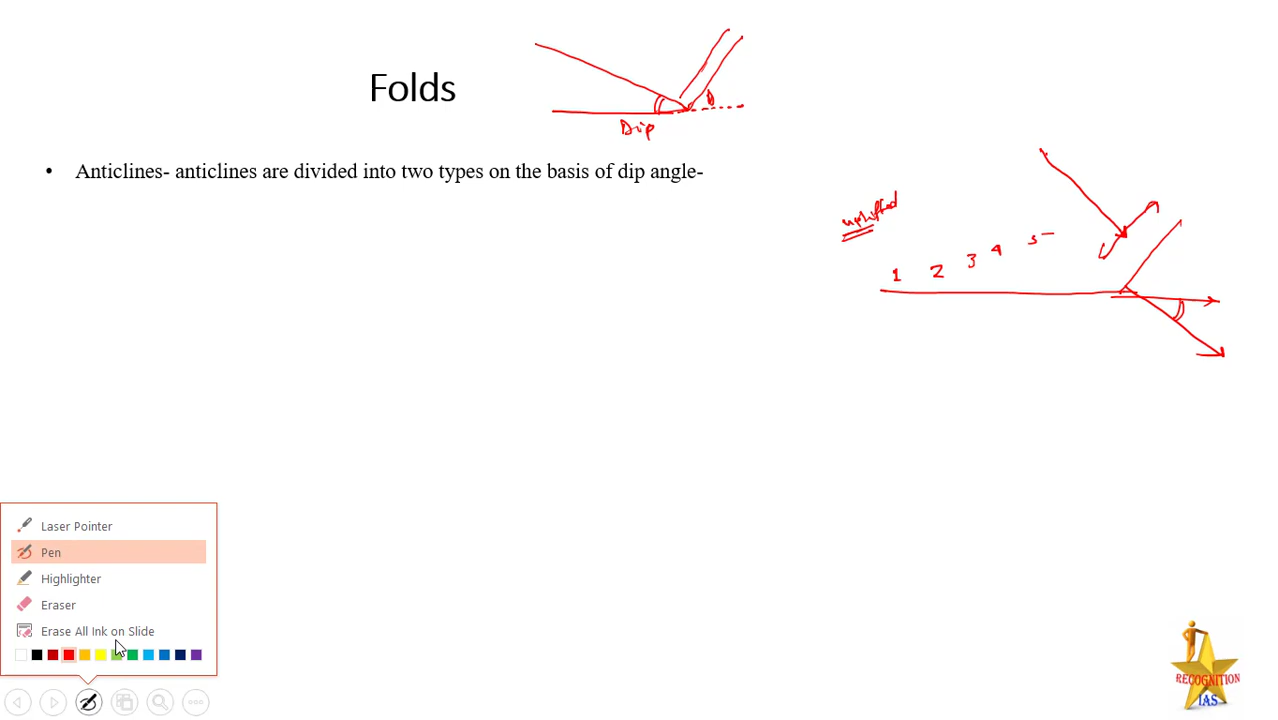 Folds
Dip
• Anticlines- anticlines are divided into two types on the basis of dip angle-
uplifted
1 2 3 4 5
Laser Pointer
Pen
Highlighter
Eraser
Erase All Ink on Slide
RECOGNITION
IAS